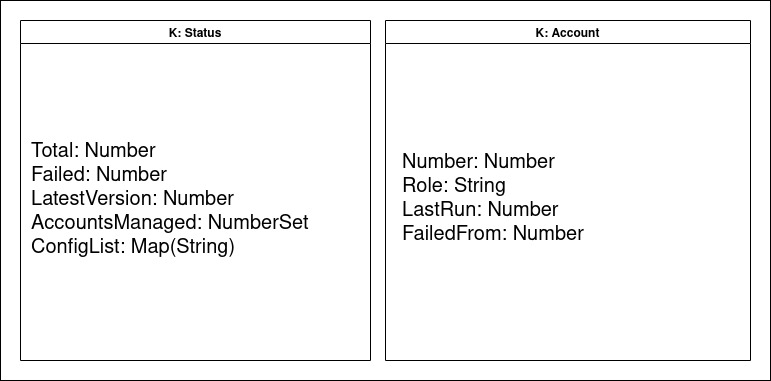 K: Status
Total: Number
Failed: Number
LatestVersion: Number
AccountsManaged: NumberSet
ConfigList: Map(String)
K: Account
Number: Number
Role: String
LastRun: Number
FailedFrom: Number